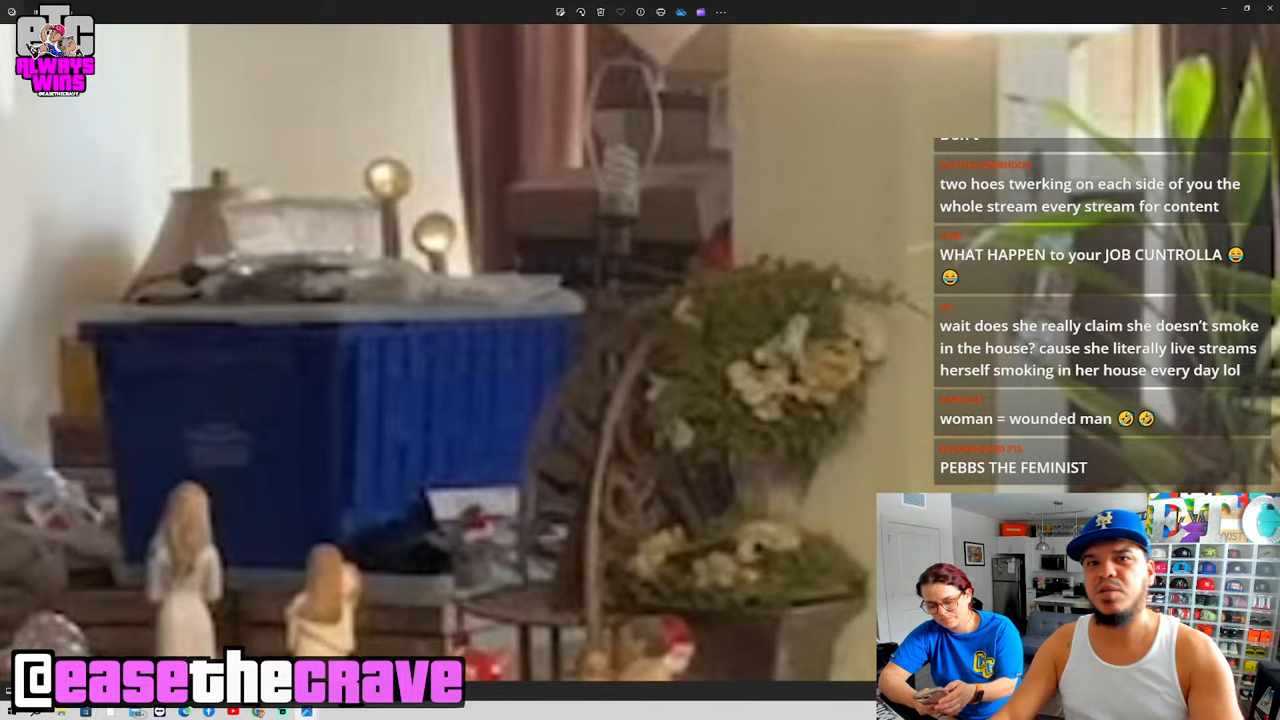 ETC
ALWAYS
WINS
@EASETHECRAVE
two hoes twerking on each side of you the
whole stream every stream for content
WHAT HAPPEN to your JOB CUNTROLLA 😂
😂
wait does she really claim she doesn't smoke
in the house? cause she literally live streams
herself smoking in her house every day lol
woman = wounded man 🤣🤣
PEBBS THE FEMINIST
@easethecrave